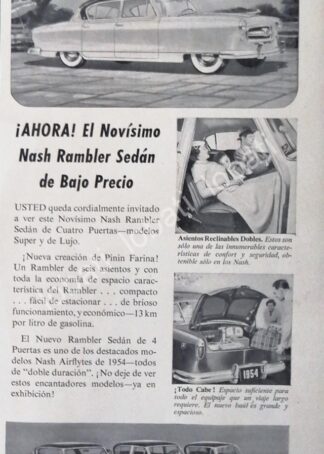 ¡AHORA! El Novísimo
Nash Rambler Sedán
de Bajo Precio
USTED queda cordialmente invitado
a ver este Novísimo Nash Rambler
Sedán de Cuatro Puertas—modelos
Super y de Lujo.
¡Nueva creación de Pinin Farina!
Un Rambler de seis asientos y con
toda la economía de espacio carac-
terística del Rambler . . . compacto
. . . fácil de estacionar . . . de brioso
funcionamiento, y económico—13 km
por litro de gasolina.
El Nuevo Rambler Sedán de 4
Puertas es uno de los destacados mo-
delos Nash Airflytes de 1954—todos
de "doble duración". ¡No deje de ver
estos encantadores modelos—ya en
exhibición!
Asientos Reclinables Dobles. Estos son
sólo una de las innumerables caracte-
rísticas de confort y seguridad, ob-
tenible sólo en los Nash.
1954
¡Todo Cabe! Espacio suficiente para
todo el equipaje que un viaje largo
requiere. El nuevo baúl es grande y
espacioso.